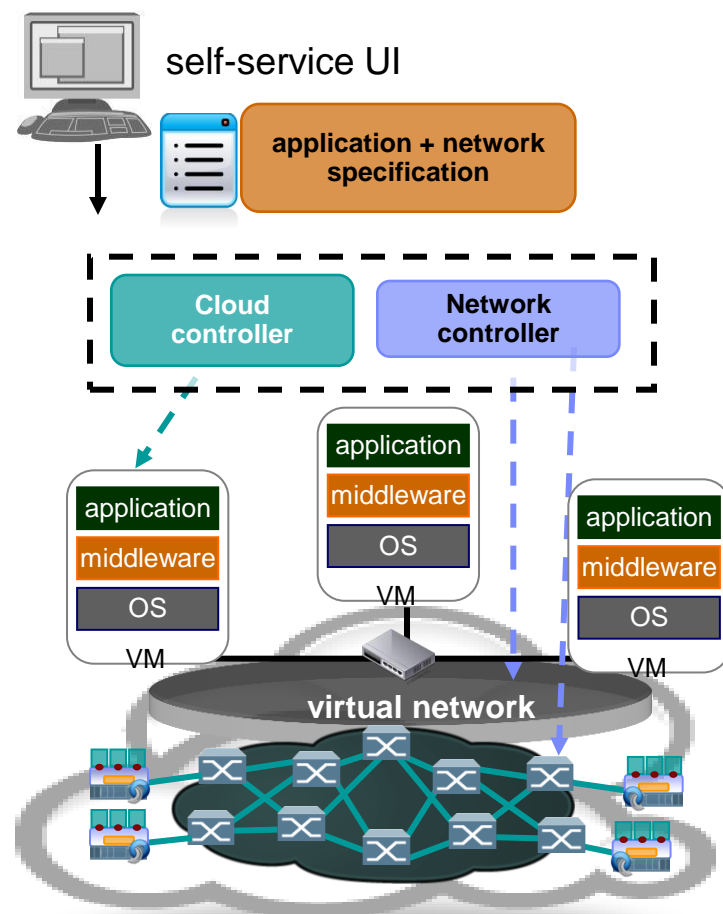 self-service UI
application + network
specification
Cloud
controller
Network
controller
application
middleware
OS
VM
application
middleware
OS
VM
application
middleware
OS
VM
virtual network